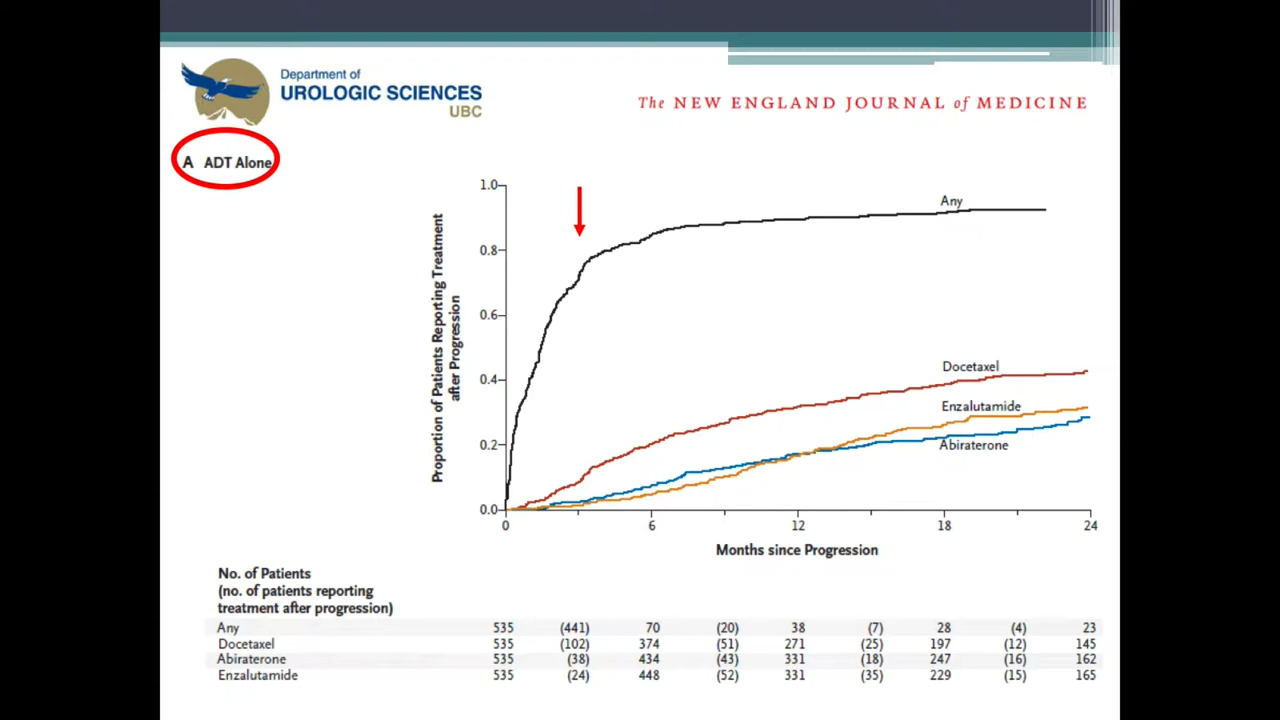 Department of
UROLOGIC SCIENCES
UBC
The NEW ENGLAND JOURNAL of MEDICINE
A ADT Alone
Proportion of Patients Reporting Treatment
after Progression
1.0
0.8
0.6
0.4
0.2
0.0
Any
Docetaxel
Enzalutamide
Abiraterone
0 6 12 18 24
Months since Progression
No. of Patients
(no. of patients reporting
treatment after progression)
Any 535 (441) 70 (20) 38 (7) 28 (4) 23
Docetaxel 535 (102) 374 (51) 271 (25) 197 (12) 145
Abiraterone 535 (38) 434 (43) 331 (18) 247 (16) 162
Enzalutamide 535 (24) 448 (52) 331 (35) 229 (15) 165